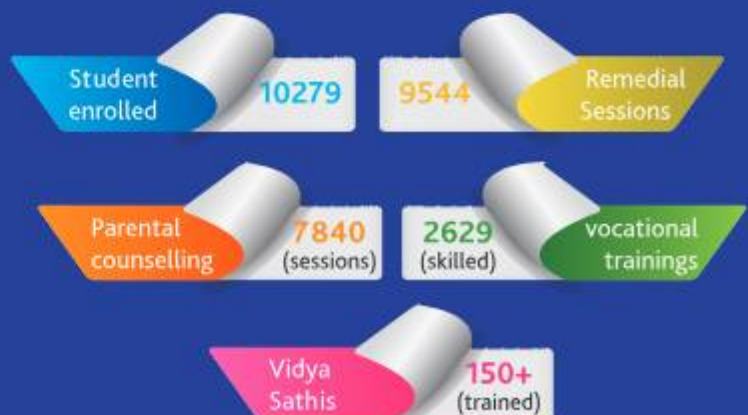 Student
enrolled
10279
9544
Remedial
Sessions
Parental
counselling
7840
(sessions)
2629
(skilled)
vocational
trainings
Vidya
Sathis
150+
(trained)